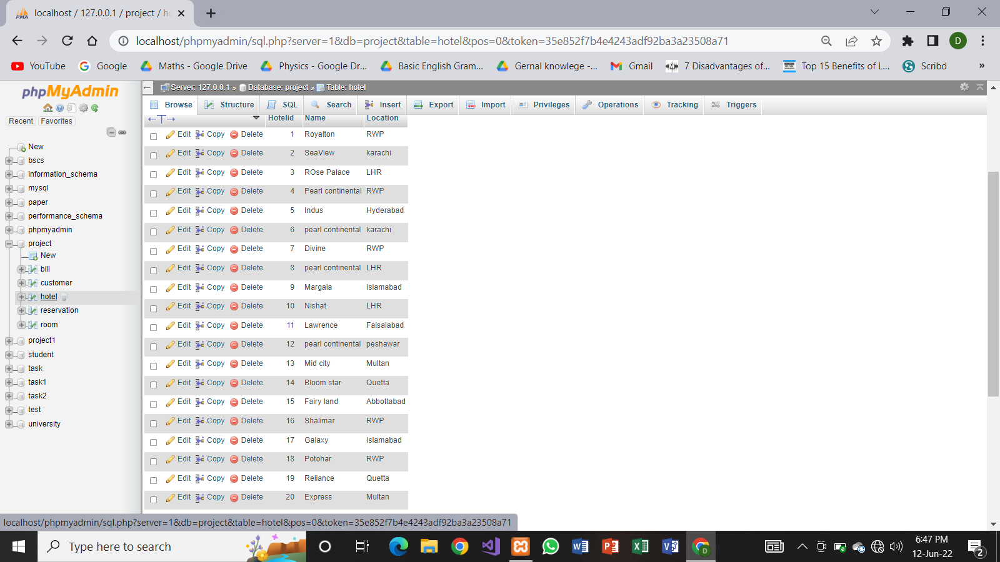 localhost / 127.0.0.1 / project / ho
localhost/phpmyadmin/sql.php?server=1&db=project&table=hotel&pos=0&token=35e852f7b4e4243adf92ba3a23508a71
D
YouTube Google Maths - Google Drive Physics - Google Dr... Basic English Gram... Gernal knowlege -... Gmail 7 Disadvantages of... Top 15 Benefits of L... Scribd »
phpMyAdmin
Recent Favorites
New
bscs
information_schema
mysql
paper
performance_schema
phpmyadmin
project
New
bill
customer
hotel
reservation
room
project1
student
task
task1
task2
test
university
Server: 127.0.0.1 » Database: project » Table: hotel
Browse Structure SQL Search Insert Export Import Privileges Operations Tracking Triggers
←T→ Hotelid Name Location
Edit Copy Delete 1 Royalton RWP
Edit Copy Delete 2 SeaView karachi
Edit Copy Delete 3 ROse Palace LHR
Edit Copy Delete 4 Pearl continental RWP
Edit Copy Delete 5 Indus Hyderabad
Edit Copy Delete 6 pearl continental karachi
Edit Copy Delete 7 Divine RWP
Edit Copy Delete 8 pearl continental LHR
Edit Copy Delete 9 Margala Islamabad
Edit Copy Delete 10 Nishat LHR
Edit Copy Delete 11 Lawrence Faisalabad
Edit Copy Delete 12 pearl continental peshawar
Edit Copy Delete 13 Mid city Multan
Edit Copy Delete 14 Bloom star Quetta
Edit Copy Delete 15 Fairy land Abbottabad
Edit Copy Delete 16 Shalimar RWP
Edit Copy Delete 17 Galaxy Islamabad
Edit Copy Delete 18 Potohar RWP
Edit Copy Delete 19 Reliance Quetta
Edit Copy Delete 20 Express Multan
localhost/phpmyadmin/sql.php?server=1&db=project&table=hotel&pos=0&token=35e852f7b4e4243adf92ba3a23508a71
Type here to search
6:47 PM
12-Jun-22
2